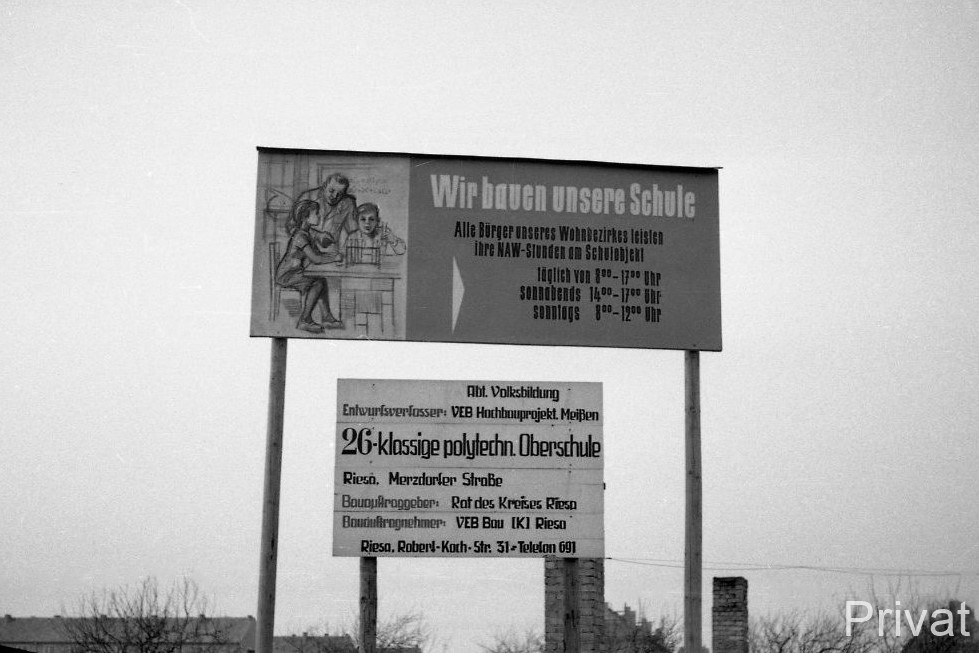 Wir bauen unsere Schule
Alle Bürger unseres Wohnbezirkes leisten
ihre NAW-Stunden am Schulobjekt
täglich von 8⁰⁰-17⁰⁰ Uhr
sonnabends 14⁰⁰-17⁰⁰ Uhr
sonntags 8⁰⁰-12⁰⁰ Uhr
Abt. Volksbildung
Entwurfsverfasser: VEB Hochbauprojekt. Meißen
26-klassige polytechn. Oberschule
Riesa, Merzdorfer Straße
Bauauftraggeber: Rat des Kreises Riesa
Bauauftragnehmer: VEB Bau (K) Riesa
Riesa, Robert-Koch-Str. 31 - Telefon 691
Privat